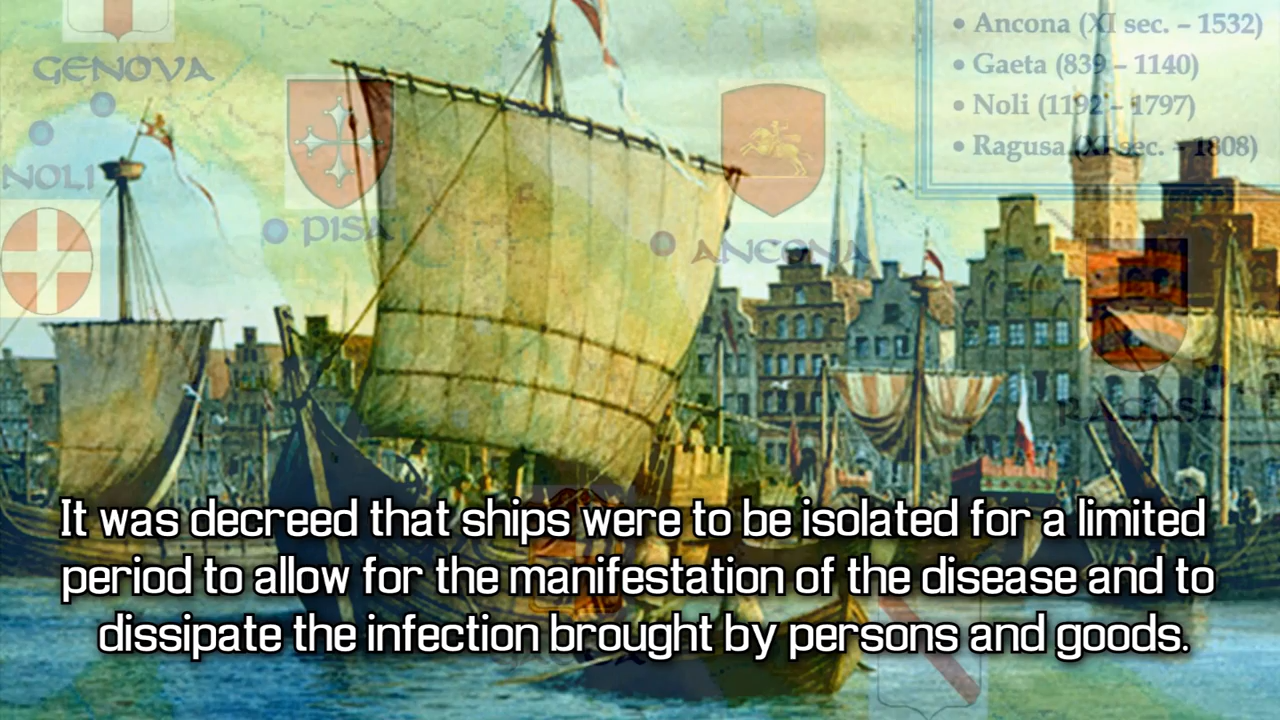 • Ancona (XI sec. – 1532)
• Gaeta (839 – 1140)
• Noli (1192 – 1797)
• Ragusa (XI sec. – 1808)
GENOVA
NOLI
PISA
ANCONA
RAGUSA
It was decreed that ships were to be isolated for a limited
period to allow for the manifestation of the disease and to
dissipate the infection brought by persons and goods.